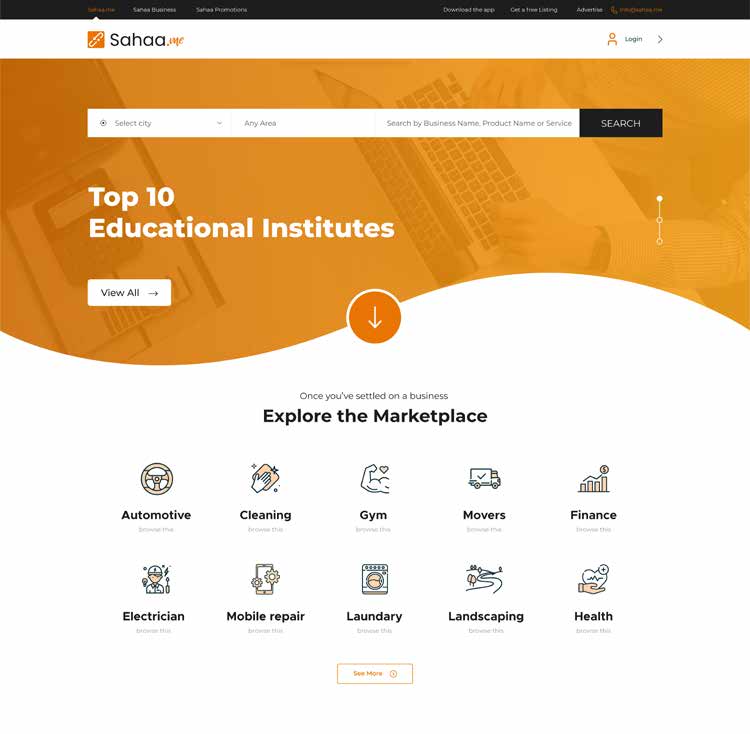 Sahaa.me Sahaa Business Sahaa Promotions Download the app Get a free Listing Advertise info@sahaa.me
Sahaa.me Login
Select city Any Area Search by Business Name, Product Name or Service SEARCH
Top 10
Educational Institutes
View All
Once you've settled on a business
Explore the Marketplace
Automotive Cleaning Gym Movers Finance
browse this browse this browse this browse this browse this
Electrician Mobile repair Laundary Landscaping Health
browse this browse this browse this browse this browse this
See More